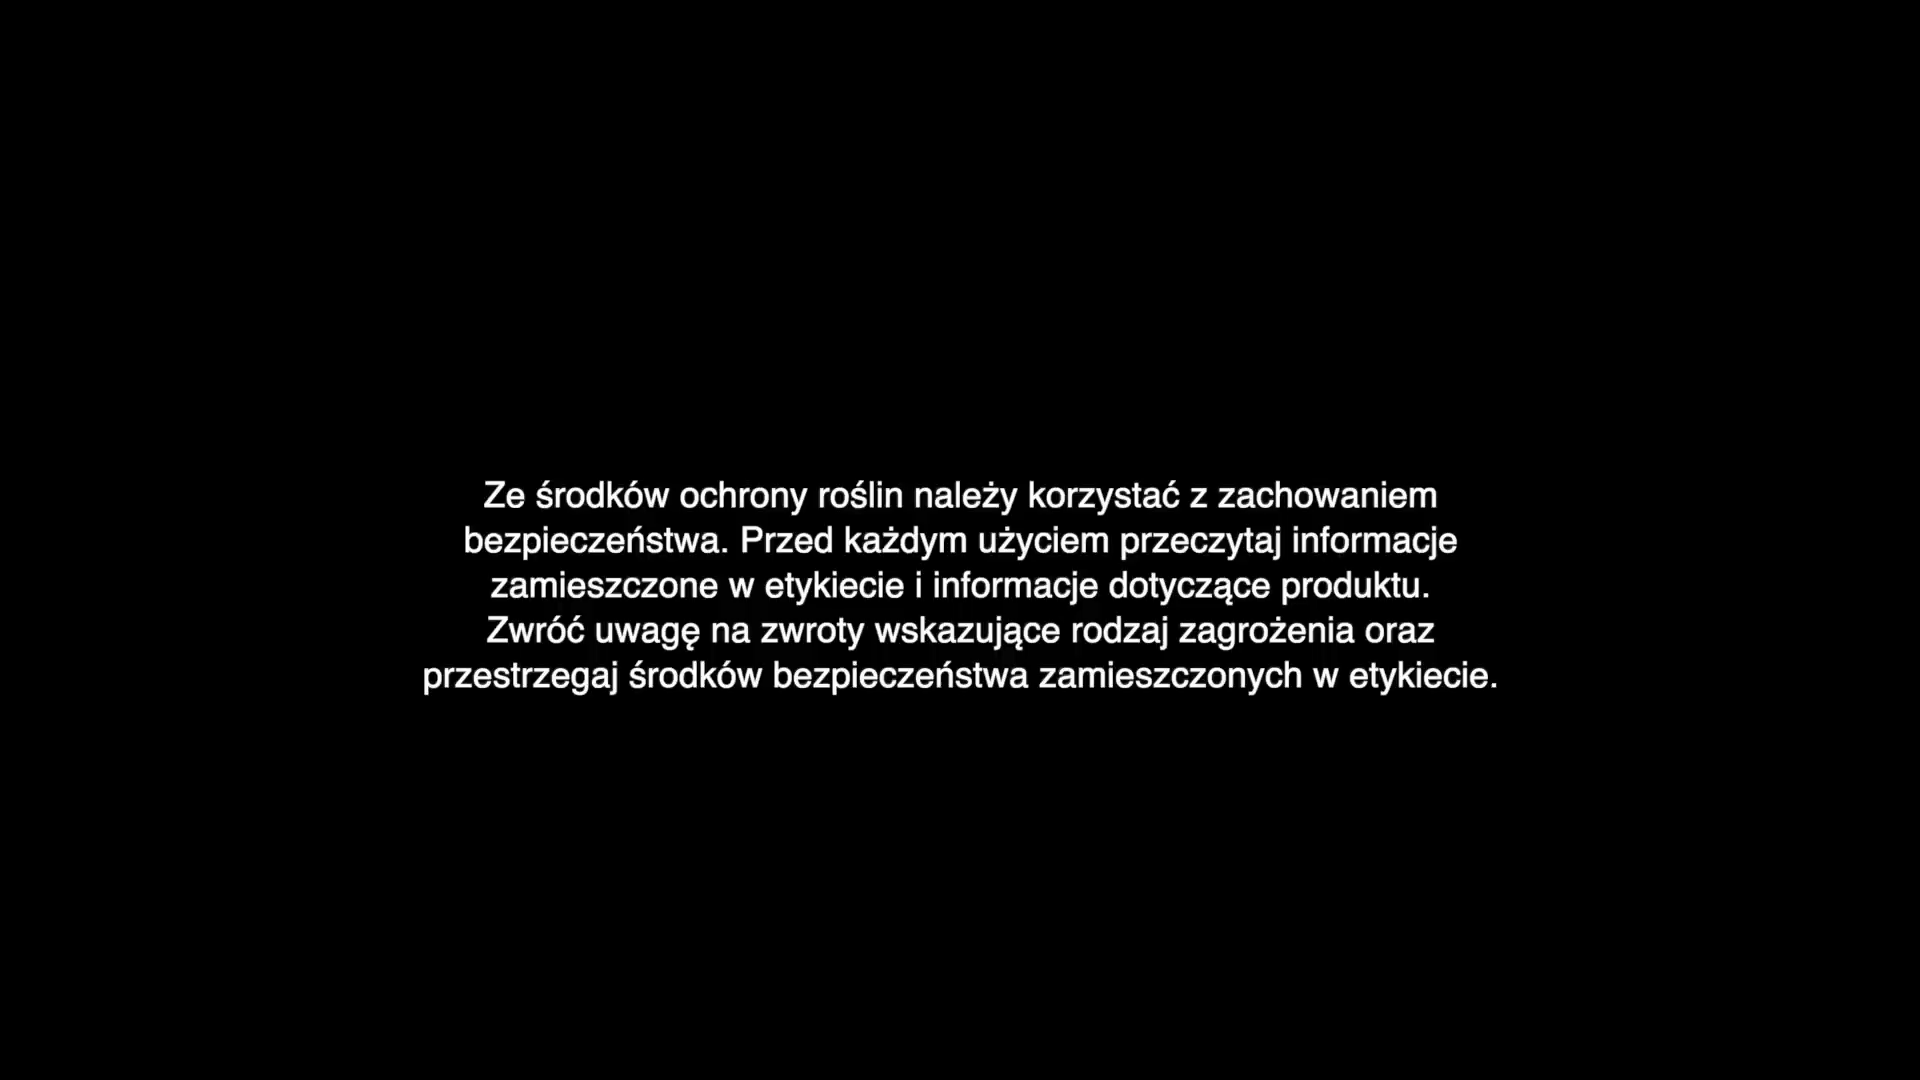 Ze środków ochrony roślin należy korzystać z zachowaniem
bezpieczeństwa. Przed każdym użyciem przeczytaj informacje
zamieszczone w etykiecie i informacje dotyczące produktu.
Zwróć uwagę na zwroty wskazujące rodzaj zagrożenia oraz
przestrzegaj środków bezpieczeństwa zamieszczonych w etykiecie.